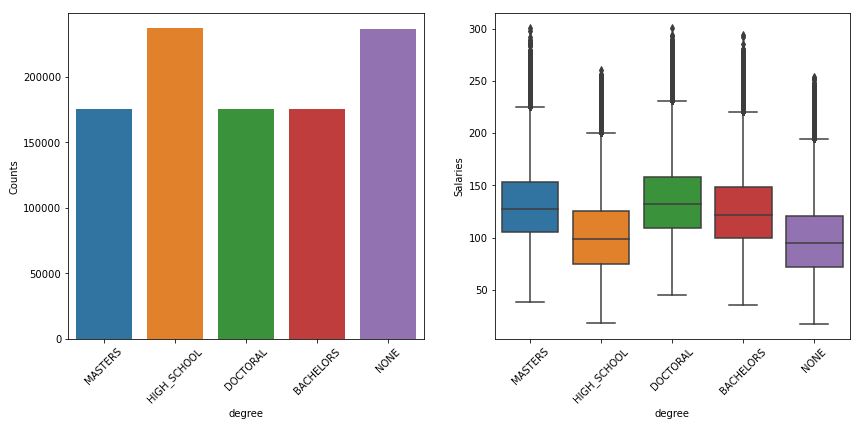 Counts
200000
150000
100000
50000
0
MASTERS
HIGH_SCHOOL
DOCTORAL
BACHELORS
NONE
degree
Salaries
300
250
200
150
100
50
MASTERS
HIGH_SCHOOL
DOCTORAL
BACHELORS
NONE
degree